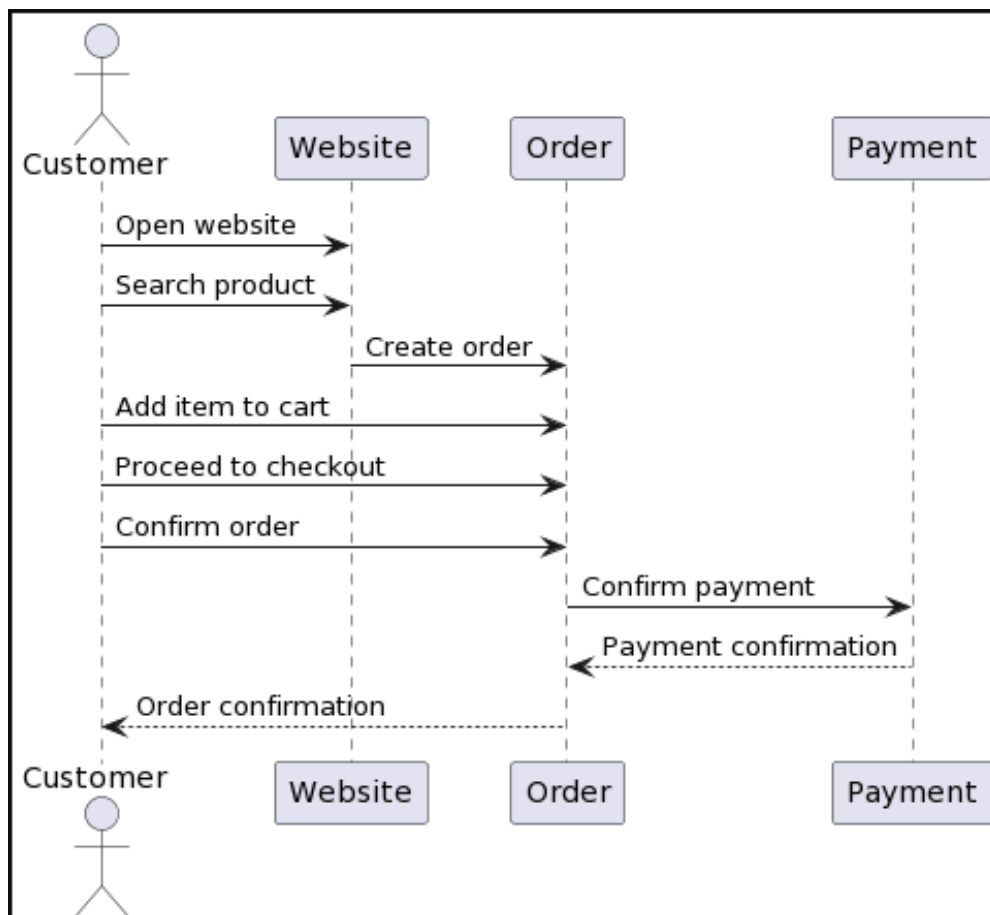 Customer
Website
Order
Payment
Open website
Search product
Create order
Add item to cart
Proceed to checkout
Confirm order
Confirm payment
Payment confirmation
Order confirmation
Customer
Website
Order
Payment